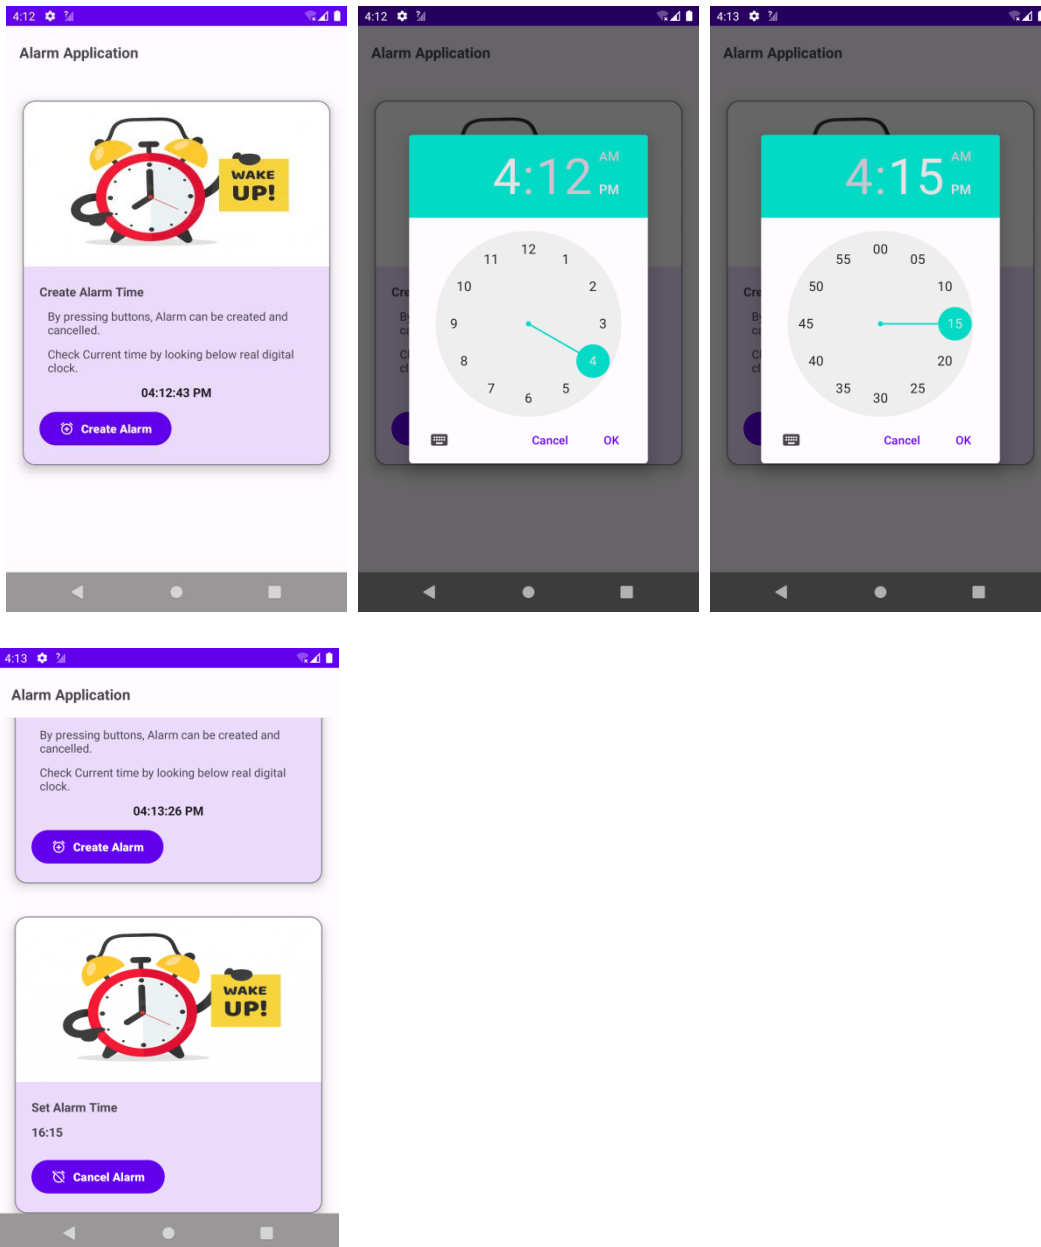 4:12
Alarm Application
WAKE
UP!
Create Alarm Time
By pressing buttons, Alarm can be created and
cancelled.
Check Current time by looking below real digital
clock.
04:12:43 PM
Create Alarm
4:12
Alarm Application
4:12 AM
PM
12
11 1
10 2
9 3
8 4
7 5
6
Cancel OK
4:13
Alarm Application
4:15 AM
PM
00
55 05
50 10
45 15
40 20
35 25
30
Cancel OK
4:13
Alarm Application
By pressing buttons, Alarm can be created and
cancelled.
Check Current time by looking below real digital
clock.
04:13:26 PM
Create Alarm
WAKE
UP!
Set Alarm Time
16:15
Cancel Alarm